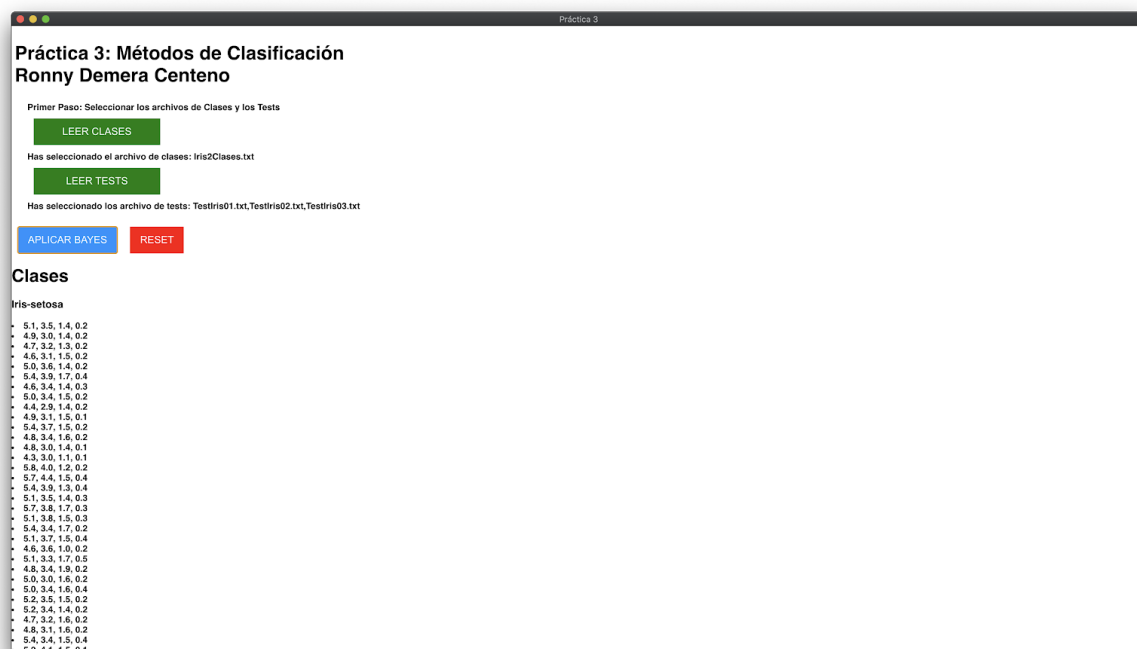 Práctica 3
Práctica 3: Métodos de Clasificación
Ronny Demera Centeno
Primer Paso: Seleccionar los archivos de Clases y los Tests
LEER CLASES
Has seleccionado el archivo de clases: Iris2Clases.txt
LEER TESTS
Has seleccionado los archivo de tests: TestIris01.txt,TestIris02.txt,TestIris03.txt
APLICAR BAYES RESET
Clases
Iris-setosa
5.1, 3.5, 1.4, 0.2
4.9, 3.0, 1.4, 0.2
4.7, 3.2, 1.3, 0.2
4.6, 3.1, 1.5, 0.2
5.0, 3.6, 1.4, 0.2
5.4, 3.9, 1.7, 0.4
4.6, 3.4, 1.4, 0.3
5.0, 3.4, 1.5, 0.2
4.4, 2.9, 1.4, 0.2
4.9, 3.1, 1.5, 0.1
5.4, 3.7, 1.5, 0.2
4.8, 3.4, 1.6, 0.2
4.8, 3.0, 1.4, 0.1
4.3, 3.0, 1.1, 0.1
5.8, 4.0, 1.2, 0.2
5.7, 4.4, 1.5, 0.4
5.4, 3.9, 1.3, 0.4
5.1, 3.5, 1.4, 0.3
5.7, 3.8, 1.7, 0.3
5.1, 3.8, 1.5, 0.3
5.4, 3.4, 1.7, 0.2
5.1, 3.7, 1.5, 0.4
4.6, 3.6, 1.0, 0.2
5.1, 3.3, 1.7, 0.5
4.8, 3.4, 1.9, 0.2
5.0, 3.0, 1.6, 0.2
5.0, 3.4, 1.6, 0.4
5.2, 3.5, 1.5, 0.2
5.2, 3.4, 1.4, 0.2
4.7, 3.2, 1.6, 0.2
4.8, 3.1, 1.6, 0.2
5.4, 3.4, 1.5, 0.4